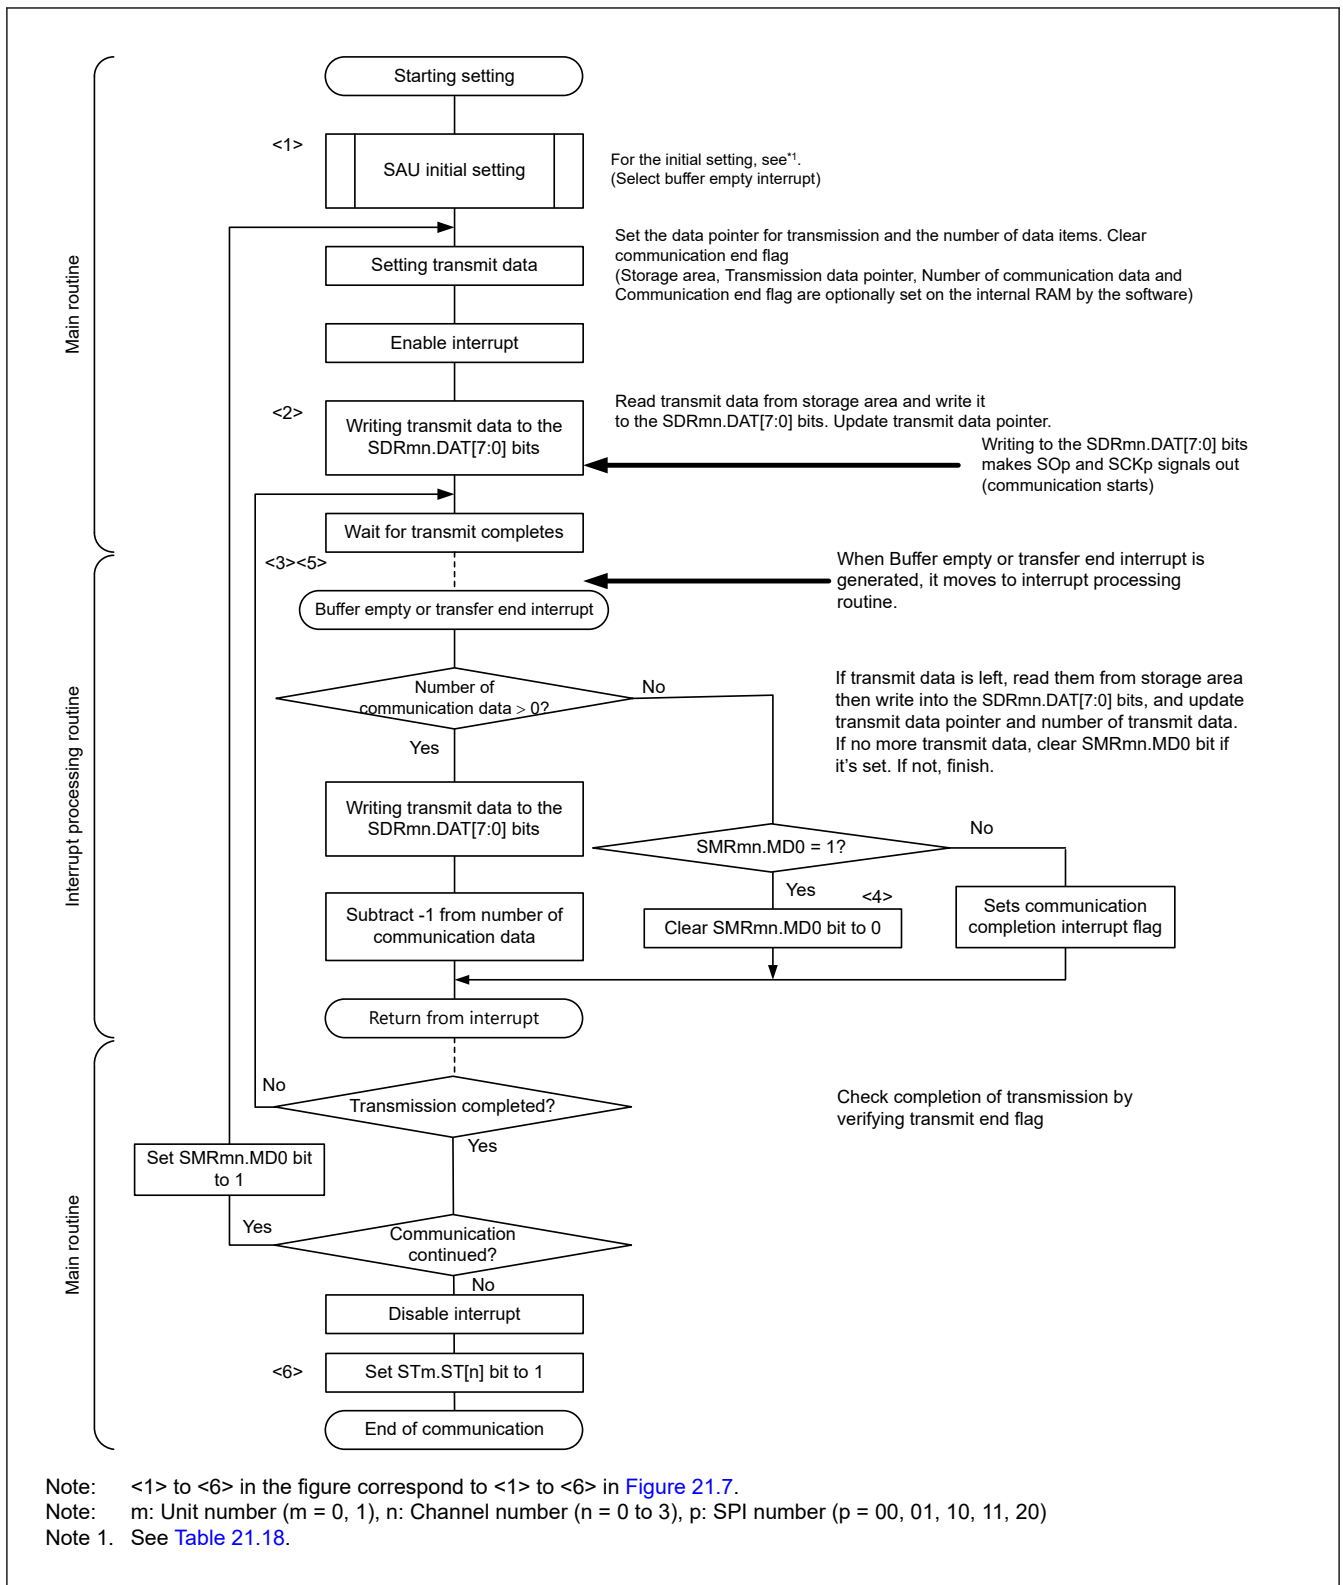 Starting setting
<1>
SAU initial setting
For the initial setting, see*1.
(Select buffer empty interrupt)
Main routine
Setting transmit data
Set the data pointer for transmission and the number of data items. Clear
communication end flag
(Storage area, Transmission data pointer, Number of communication data and
Communication end flag are optionally set on the internal RAM by the software)
Enable interrupt
<2>
Writing transmit data to the
SDRmn.DAT[7:0] bits
Read transmit data from storage area and write it
to the SDRmn.DAT[7:0] bits. Update transmit data pointer.
Writing to the SDRmn.DAT[7:0] bits
makes SOp and SCKp signals out
(communication starts)
Wait for transmit completes
<3><5>
When Buffer empty or transfer end interrupt is
generated, it moves to interrupt processing
routine.
Buffer empty or transfer end interrupt
Interrupt processing routine
Number of
communication data > 0?
No
Yes
If transmit data is left, read them from storage area
then write into the SDRmn.DAT[7:0] bits, and update
transmit data pointer and number of transmit data.
If no more transmit data, clear SMRmn.MD0 bit if
it's set. If not, finish.
Writing transmit data to the
SDRmn.DAT[7:0] bits
SMRmn.MD0 = 1?
No
Yes
<4>
Subtract -1 from number of
communication data
Clear SMRmn.MD0 bit to 0
Sets communication
completion interrupt flag
Return from interrupt
Main routine
No
Transmission completed?
Yes
Check completion of transmission by
verifying transmit end flag
Set SMRmn.MD0 bit
to 1
Yes
Communication
continued?
No
Disable interrupt
<6>
Set STm.ST[n] bit to 1
End of communication
Note: <1> to <6> in the figure correspond to <1> to <6> in Figure 21.7.
Note: m: Unit number (m = 0, 1), n: Channel number (n = 0 to 3), p: SPI number (p = 00, 01, 10, 11, 20)
Note 1. See Table 21.18.